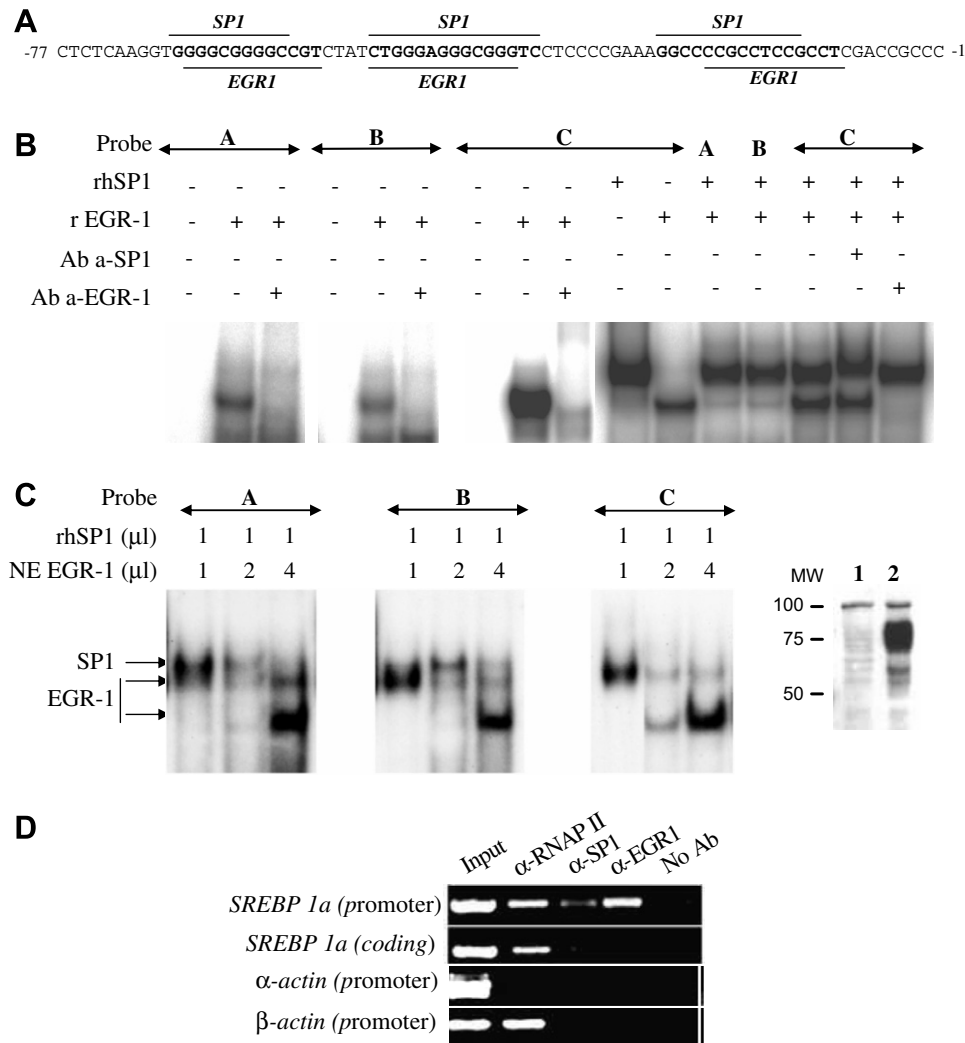 A
SP1 SP1 SP1
-77 CTCTCAAGGTGGGGCGGGGCCGTCTATCTGGGAGGGCGGGTCCTCCCCGAAAGGCCCCGCCTCCGCCTCGACCGCCC -1
EGR1 EGR1 EGR1
B
Probe A B C A B C
rhSP1 - - - - - - - - - + - + + + + +
r EGR-1 - + + - + + - + + - + + + + + +
Ab a-SP1 - - - - - - - - - - - - - - + -
Ab a-EGR-1 - - + - - + - - + - - - - - - +
C
Probe A B C
rhSP1 (µl) 1 1 1 1 1 1 1 1 1
NE EGR-1 (µl) 1 2 4 1 2 4 1 2 4
MW 1 2
100
75
50
SP1
EGR-1
D
Input α-RNAP II α-SP1 α-EGR1 No Ab
SREBP 1a (promoter)
SREBP 1a (coding)
α-actin (promoter)
β-actin (promoter)